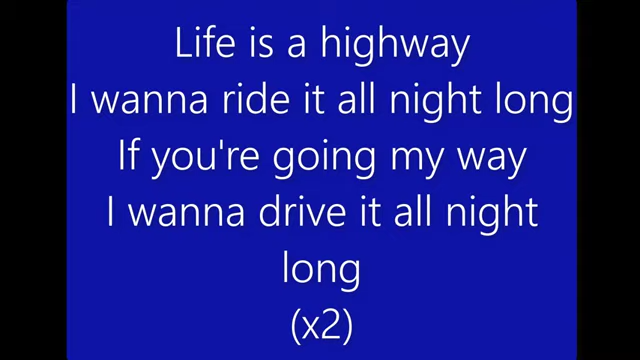 Life is a highway
I wanna ride it all night long
If you're going my way
I wanna drive it all night
long
(x2)